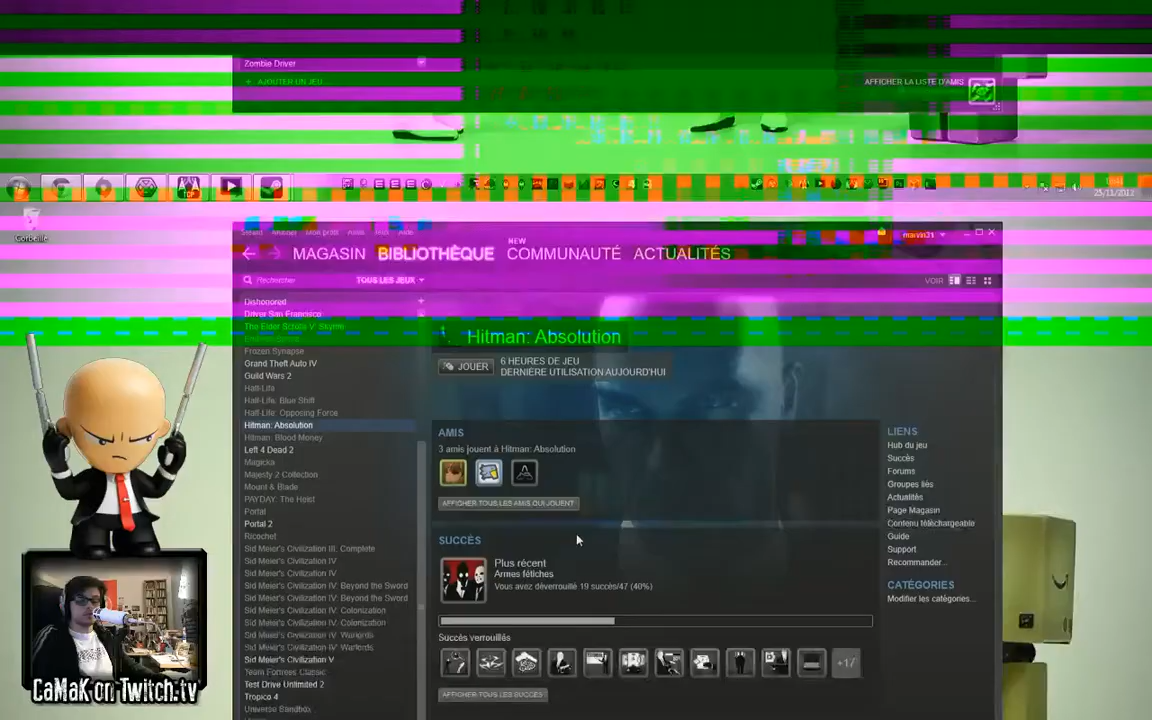 Zombie Driver
+ AJOUTER UN JEU...
AFFICHER LA LISTE D'AMIS
TCP
25/11/2012
Corbeille
marvin31
MAGASIN
BIBLIOTHÈQUE
NEW
COMMUNAUTÉ
ACTUALITÉS
Rechercher
TOUS LES JEUX
VOIR
Dishonored
Driver San Francisco
The Elder Scrolls V: Skyrim
Frozen Synapse
Grand Theft Auto IV
Guild Wars 2
Half-Life
Half-Life: Blue Shift
Half-Life: Opposing Force
Hitman: Absolution
Hitman: Blood Money
Left 4 Dead 2
Magicka
Majesty 2 Collection
Mount & Blade
PAYDAY: The Heist
Portal
Portal 2
Ricochet
Sid Meier's Civilization III: Complete
Sid Meier's Civilization IV
Sid Meier's Civilization IV
Sid Meier's Civilization IV: Beyond the Sword
Sid Meier's Civilization IV: Beyond the Sword
Sid Meier's Civilization IV: Colonization
Sid Meier's Civilization IV: Colonization
Sid Meier's Civilization IV: Warlords
Sid Meier's Civilization IV: Warlords
Sid Meier's Civilization V
Team Fortress Classic
Test Drive Unlimited 2
Tropico 4
Universe Sandbox
Hitman: Absolution
JOUER
6 HEURES DE JEU
DERNIÈRE UTILISATION AUJOURD'HUI
AMIS
3 amis jouent à Hitman: Absolution
AFFICHER TOUS LES AMIS QUI JOUENT
SUCCÈS
Plus récent
Armes fétiches
Vous avez déverrouillé 19 succès/47 (40%)
Succès verrouillés
+17
AFFICHER TOUS LES SUCCÈS
LIENS
Hub du jeu
Succès
Forums
Groupes liés
Actualités
Page Magasin
Contenu téléchargeable
Guide
Support
Recommander...
CATÉGORIES
Modifier les catégories...
CaMaK on Twitch.tv